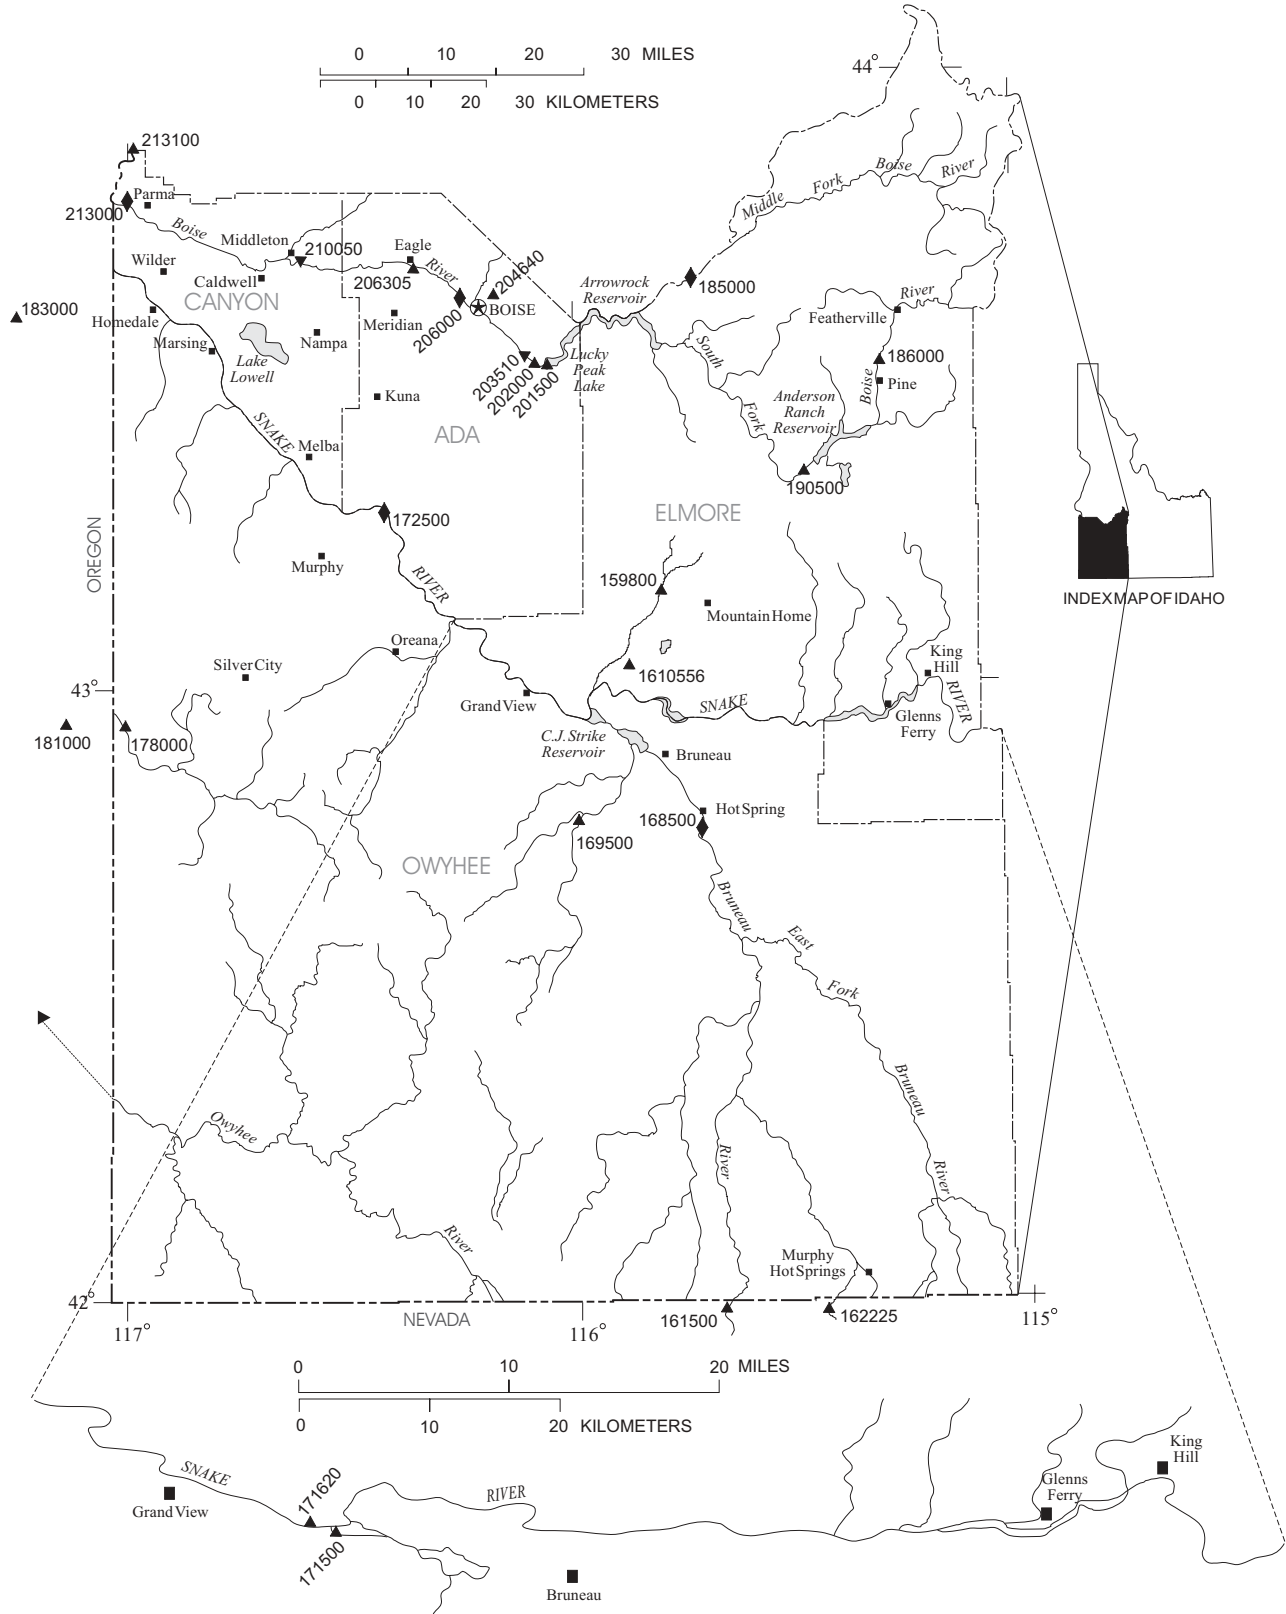 0 10 20 30 MILES
0 10 20 30 KILOMETERS
44°
213100
Parma
213000
Boise
Middleton
210050
Eagle
River
204640
Wilder
Caldwell
206305
CANYON
183000
Homedale
Meridian
206000
BOISE
Marsing
Nampa
Lake
Lowell
203510
202000
201500
Lucky
Peak
Lake
Kuna
ADA
SNAKE
Melba
Middle
Fork
Boise
River
Arrowrock
Reservoir
185000
River
Featherville
South
Fork
186000
Boise
Pine
Anderson
Ranch
Reservoir
190500
ELMORE
172500
OREGON
Murphy
RIVER
159800
Mountain Home
INDEX MAP OF IDAHO
Oreana
Silver City
King
Hill
1610556
43°
Grand View
SNAKE
RIVER
Glenns
Ferry
181000
178000
C.J. Strike
Reservoir
Bruneau
Hot Spring
168500
169500
OWYHEE
Bruneau
East
Fork
Bruneau
River
Owyhee
River
River
Murphy
Hot Springs
42°
NEVADA
161500
162225
117°
116°
115°
0 10 20 MILES
0 10 20 KILOMETERS
SNAKE
171620
RIVER
Grand View
171500
Bruneau
Glenns
Ferry
King
Hill